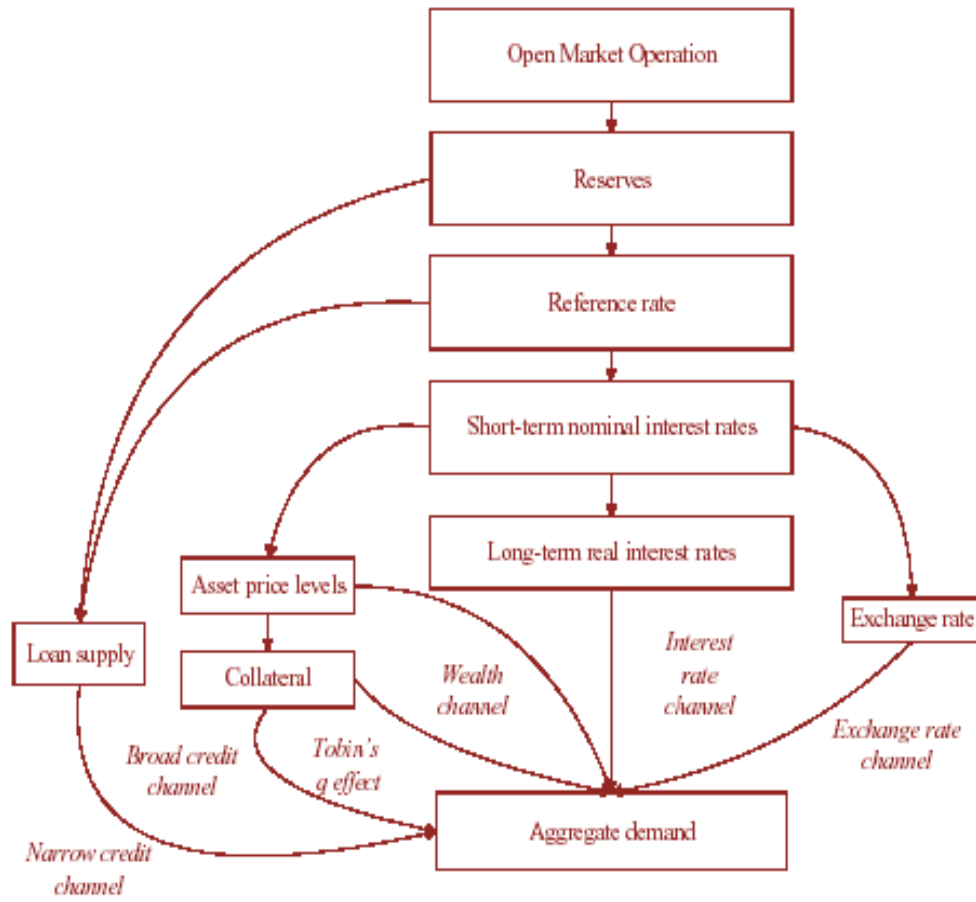 Open Market Operation
Reserves
Reference rate
Short-term nominal interest rates
Long-term real interest rates
Asset price levels
Exchange rate
Loan supply
Collateral
Wealth
channel
Interest
rate
channel
Exchange rate
channel
Broad credit
channel
Tobin's
q effect
Aggregate demand
Narrow credit
channel